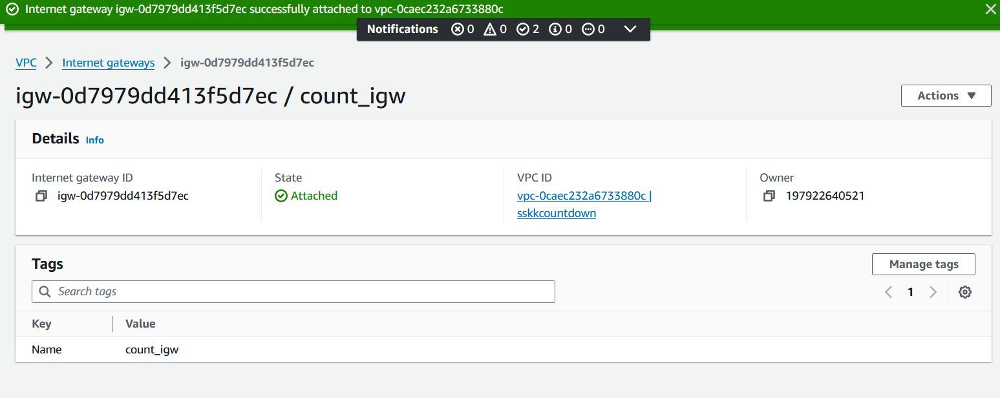 Internet gateway igw-0d7979dd413f5d7ec successfully attached to vpc-0caec232a6733880c
Notifications 0 0 2 0 0
VPC Internet gateways igw-0d7979dd413f5d7ec
igw-0d7979dd413f5d7ec / count_igw
Actions
Details Info
Internet gateway ID
igw-0d7979dd413f5d7ec
State
Attached
VPC ID
vpc-0caec232a6733880c |
sskkcountdown
Owner
197922640521
Tags
Manage tags
Search tags
1
Key Value
Name count_igw